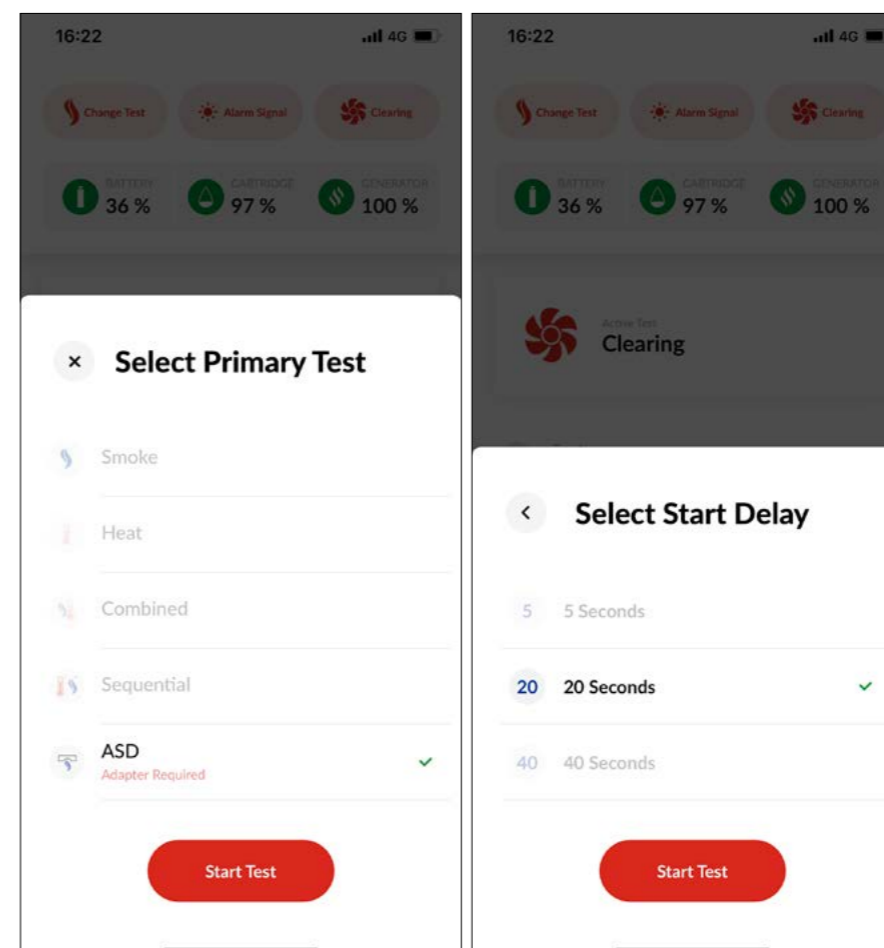 16:22
4G
Change Test
Alarm Signal
Clearing
BATTERY
36 %
CARTRIDGE
97 %
GENERATOR
100 %
Select Primary Test
Smoke
Heat
Combined
Sequential
ASD
Adapter Required
Start Test
16:22
4G
Change Test
Alarm Signal
Clearing
BATTERY
36 %
CARTRIDGE
97 %
GENERATOR
100 %
Active Test
Clearing
Select Start Delay
5 5 Seconds
20 20 Seconds
40 40 Seconds
Start Test